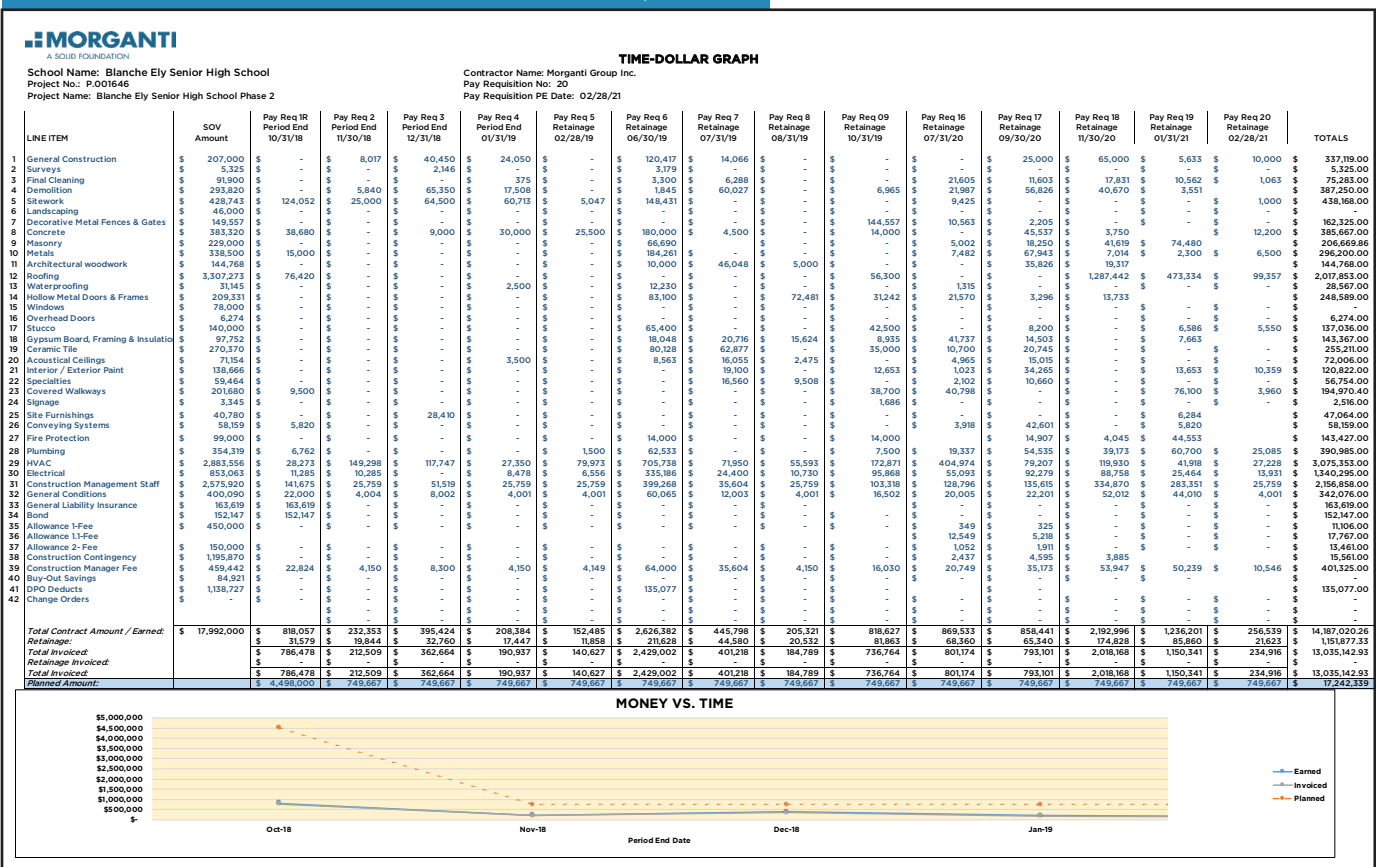 MORGANTI
A SOLID FOUNDATION
TIME-DOLLAR GRAPH
School Name: Blanche Ely Senior High School
Contractor Name: Morganti Group Inc.
Project No.: P.001646
Pay Requisition No: 20
Project Name: Blanche Ely Senior High School Phase 2
Pay Requisition PE Date: 02/28/21
LINE ITEM SOV Amount Pay Req 1R Period End 10/31/18 Pay Req 2 Period End 11/30/18 Pay Req 3 Period End 12/31/18 Pay Req 4 Period End 01/31/19 Pay Req 5 Retainage 02/28/19 Pay Req 6 Retainage 06/30/19 Pay Req 7 Retainage 07/31/19 Pay Req 8 Retainage 08/31/19 Pay Req 09 Retainage 10/31/19 Pay Req 16 Retainage 07/31/20 Pay Req 17 Retainage 09/30/20 Pay Req 18 Retainage 11/30/20 Pay Req 19 Retainage 01/31/21 Pay Req 20 Retainage 02/28/21 TOTALS
1 General Construction $ 207,000 $ - $ 8,017 $ 40,450 $ 24,050 $ - $ 120,417 $ 14,066 $ - $ - $ - $ 25,000 $ 65,000 $ 5,633 $ 10,000 $ 337,119.00
2 Surveys $ 5,325 $ - $ - $ 2,146 $ - $ - $ 3,179 $ - $ - $ - $ - $ - $ - $ - $ - $ 5,325.00
3 Final Cleaning $ 91,900 $ - $ - $ - $ 375 $ - $ 3,300 $ 6,288 $ - $ - $ 21,605 $ 11,603 $ 17,831 $ 10,562 $ 1,063 $ 75,283.00
4 Demolition $ 293,820 $ - $ 5,840 $ 65,350 $ 17,508 $ - $ 1,845 $ 60,027 $ - $ 6,965 $ 21,987 $ 56,826 $ 40,670 $ 3,551 $ 387,250.00
5 Sitework $ 428,743 $ 124,052 $ 25,000 $ 64,500 $ 60,713 $ 5,047 $ 148,431 $ - $ - $ - $ 9,425 $ - $ - $ - $ 1,000 $ 438,168.00
6 Landscaping $ 46,000 $ - $ - $ - $ - $ - $ - $ - $ - $ - $ - $ - $ - $ - $ - $ -
7 Decorative Metal Fences & Gates $ 149,557 $ - $ - $ - $ - $ - $ - $ - $ - $ 144,557 $ 10,563 $ 2,205 $ - $ - $ - $ 162,325.00
8 Concrete $ 383,320 $ 38,680 $ - $ 9,000 $ 30,000 $ 25,500 $ 180,000 $ 4,500 $ - $ 14,000 $ - $ 45,537 $ 3,750 $ 12,200 $ 385,667.00
9 Masonry $ 229,000 $ - $ - $ - $ - $ - $ 66,690 $ - $ - $ 5,002 $ 18,250 $ 41,619 $ 74,480 $ 206,669.86
10 Metals $ 338,500 $ 15,000 $ - $ - $ - $ - $ 184,261 $ - $ - $ - $ 7,482 $ 67,943 $ 7,014 $ 2,300 $ 6,500 $ 296,200.00
11 Architectural woodwork $ 144,768 $ - $ - $ - $ - $ - $ 10,000 $ 46,048 $ 5,000 $ - $ - $ 35,826 $ 19,317 $ 144,768.00
12 Roofing $ 3,307,273 $ 76,420 $ - $ - $ - $ - $ - $ - $ - $ 56,300 $ - $ - $ 1,287,442 $ 473,334 $ 99,357 $ 2,017,853.00
13 Waterproofing $ 31,145 $ - $ - $ - $ 2,500 $ - $ 12,230 $ - $ - $ - $ 1,315 $ - $ - $ - $ - $ 28,567.00
14 Hollow Metal Doors & Frames $ 209,331 $ - $ - $ - $ - $ - $ 83,100 $ 72,481 $ 31,242 $ 21,570 $ 3,296 $ 13,733 $ 248,589.00
15 Windows $ 78,000 $ - $ - $ - $ - $ - $ - $ - $ - $ - $ - $ - $ - $ - $ - $ -
16 Overhead Doors $ 6,274 $ - $ - $ - $ - $ - $ - $ - $ - $ - $ - $ - $ - $ - $ - $ 6,274.00
17 Stucco $ 140,000 $ - $ - $ - $ - $ - $ 65,400 $ - $ - $ 42,500 $ - $ 8,200 $ - $ 6,586 $ 5,550 $ 137,036.00
18 Gypsum Board, Framing & Insulatio $ 97,752 $ - $ - $ - $ - $ - $ 18,048 $ 20,716 $ 15,624 $ 8,935 $ 41,737 $ 14,503 $ - $ 7,663 $ 143,367.00
19 Ceramic Tile $ 270,370 $ - $ - $ - $ - $ - $ 80,128 $ 62,877 $ - $ 35,000 $ 10,700 $ 20,745 $ - $ - $ - $ 255,211.00
20 Acoustical Ceilings $ 71,154 $ - $ - $ - $ 3,500 $ - $ 8,563 $ 16,055 $ 2,475 $ - $ 4,965 $ 15,015 $ - $ - $ - $ 72,006.00
21 Interior / Exterior Paint $ 138,666 $ - $ - $ - $ - $ - $ - $ 19,100 $ - $ 12,653 $ 1,023 $ 34,265 $ - $ 13,653 $ 10,359 $ 120,822.00
22 Specialties $ 59,464 $ - $ - $ - $ - $ - $ - $ 16,560 $ 9,508 $ 2,102 $ 10,660 $ - $ - $ - $ 56,754.00
23 Covered Walkways $ 201,680 $ 9,500 $ - $ - $ - $ - $ - $ - $ - $ 38,700 $ 40,798 $ - $ - $ 76,100 $ 3,960 $ 194,970.40
24 Signage $ 3,345 $ - $ - $ - $ - $ - $ - $ - $ - $ 1,686 $ - $ - $ - $ - $ - $ 2,516.00
25 Site Furnishings $ 40,780 $ - $ - $ 28,410 $ - $ - $ - $ - $ - $ - $ - $ - $ 6,284 $ 47,064.00
26 Conveying Systems $ 58,159 $ 5,820 $ - $ - $ - $ - $ - $ - $ - $ - $ 3,918 $ 42,601 $ - $ 5,820 $ 58,159.00
27 Fire Protection $ 99,000 $ - $ - $ - $ - $ - $ 14,000 $ - $ - $ 14,000 $ 14,907 $ 4,045 $ 44,553 $ 143,427.00
28 Plumbing $ 354,319 $ 6,762 $ - $ - $ - $ 1,500 $ 62,533 $ - $ - $ 7,500 $ 19,337 $ 54,535 $ 39,173 $ 60,700 $ 25,085 $ 390,985.00
29 HVAC $ 2,883,556 $ 28,273 $ 149,298 $ 117,747 $ 27,350 $ 79,973 $ 705,738 $ 71,950 $ 55,593 $ 172,871 $ 404,974 $ 79,207 $ 119,930 $ 41,918 $ 27,228 $ 3,075,353.00
30 Electrical $ 853,063 $ 11,285 $ 10,285 $ - $ 8,478 $ 6,556 $ 335,186 $ 24,400 $ 10,730 $ 95,868 $ 55,093 $ 92,279 $ 88,758 $ 25,464 $ 13,931 $ 1,340,295.00
31 Construction Management Staff $ 2,575,920 $ 141,675 $ 25,759 $ 51,519 $ 25,759 $ 25,759 $ 399,268 $ 35,604 $ 25,759 $ 103,318 $ 128,796 $ 135,615 $ 334,870 $ 283,351 $ 25,759 $ 2,156,858.00
32 General Conditions $ 400,090 $ 22,000 $ 4,004 $ 8,002 $ 4,001 $ 4,001 $ 60,065 $ 12,003 $ 4,001 $ 16,502 $ 20,005 $ 22,201 $ 52,012 $ 44,010 $ 4,001 $ 342,076.00
33 General Liability Insurance $ 163,619 $ 163,619 $ - $ - $ - $ - $ - $ - $ - $ - $ - $ - $ - $ - $ 163,619.00
34 Bond $ 152,147 $ 152,147 $ - $ - $ - $ - $ - $ - $ - $ - $ - $ - $ - $ - $ - $ 152,147.00
35 Allowance 1-Fee $ 450,000 $ - $ - $ - $ - $ - $ - $ - $ - $ 349 $ 325 $ - $ - $ - $ 11,106.00
36 Allowance 1.1-Fee $ 12,549 $ 5,218 $ - $ - $ - $ 17,767.00
37 Allowance 2- Fee $ 150,000 $ - $ - $ - $ - $ - $ - $ - $ - $ 1,052 $ 1,911 $ - $ - $ - $ 13,461.00
38 Construction Contingency $ 1,195,870 $ - $ - $ - $ - $ - $ - $ - $ - $ - $ 2,437 $ 4,595 $ 3,885 $ 15,561.00
39 Construction Manager Fee $ 459,442 $ 22,824 $ 4,150 $ 8,300 $ 4,150 $ 4,149 $ 64,000 $ 35,604 $ 4,150 $ 16,030 $ 20,749 $ 35,173 $ 53,947 $ 50,239 $ 10,546 $ 401,325.00
40 Buy-Out Savings $ 84,921 $ - $ - $ - $ - $ - $ - $ - $ - $ - $ - $ - $ - $ - $ -
41 DPO Deducts $ 1,138,727 $ - $ - $ - $ - $ - $ 135,077 $ - $ - $ - $ - $ - $ 135,077.00
42 Change Orders $ - $ - $ - $ - $ - $ - $ - $ - $ - $ - $ - $ - $ - $ - $ - $ -
Total Contract Amount / Earned: $ 17,992,000 $ 818,057 $ 232,353 $ 395,424 $ 208,384 $ 152,485 $ 2,626,382 $ 445,798 $ 205,321 $ 818,627 $ 869,533 $ 858,441 $ 2,192,996 $ 1,236,201 $ 256,539 $ 14,187,020.26
Retainage: $ 31,579 $ 19,844 $ 32,760 $ 17,447 $ 11,858 $ 211,628 $ 44,580 $ 20,532 $ 81,863 $ 68,360 $ 65,340 $ 174,828 $ 85,860 $ 21,623 $ 1,151,877.33
Total Invoiced: $ 786,478 $ 212,509 $ 362,664 $ 190,937 $ 140,627 $ 2,429,002 $ 401,218 $ 184,789 $ 736,764 $ 801,174 $ 793,101 $ 2,018,168 $ 1,150,341 $ 234,916 $ 13,035,142.93
Retainage Invoiced: $ - $ - $ - $ - $ - $ - $ - $ - $ - $ - $ - $ - $ - $ - $ -
Total Invoiced: $ 786,478 $ 212,509 $ 362,664 $ 190,937 $ 140,627 $ 2,429,002 $ 401,218 $ 184,789 $ 736,764 $ 801,174 $ 793,101 $ 2,018,168 $ 1,150,341 $ 234,916 $ 13,035,142.93
Planned Amount: $ 4,498,000 $ 749,667 $ 749,667 $ 749,667 $ 749,667 $ 749,667 $ 749,667 $ 749,667 $ 749,667 $ 749,667 $ 749,667 $ 749,667 $ 749,667 $ 749,667 $ 17,242,339
MONEY VS. TIME
$5,000,000
$4,500,000
$4,000,000
$3,500,000
$3,000,000
$2,500,000
$2,000,000
$1,500,000
$1,000,000
$500,000
$-
Oct-18 Nov-18 Dec-18 Jan-19
Period End Date
Earned
Invoiced
Planned